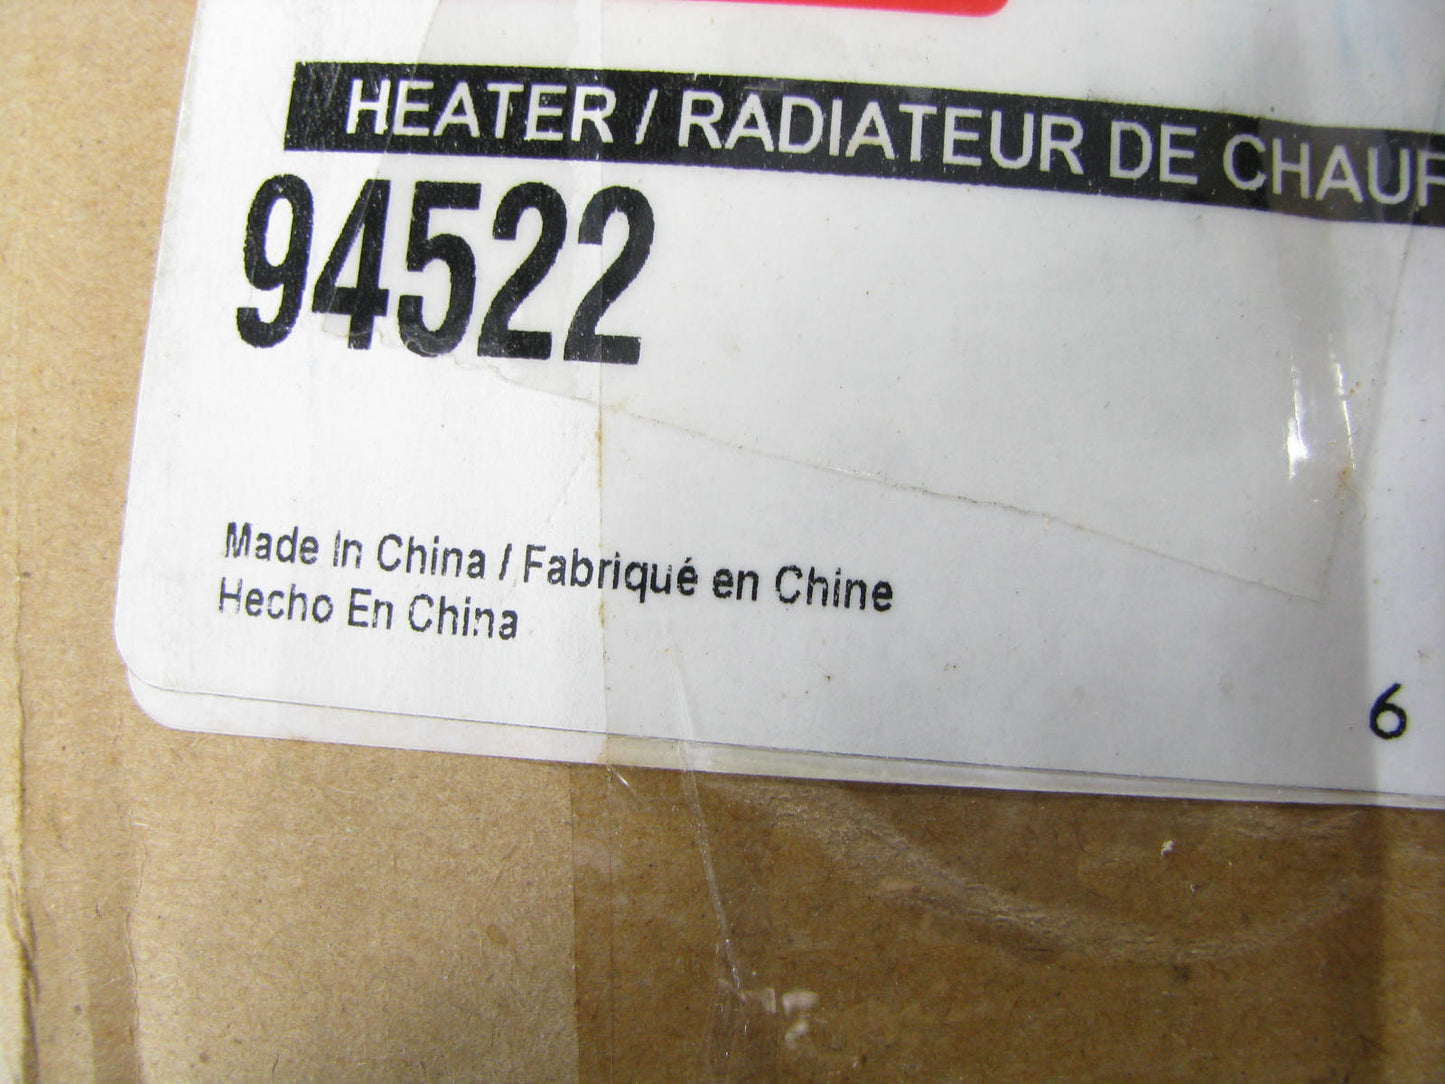 HEATER / RADIATEUR DE CHAUF
94522
Made In China / Fabriqué en Chine
Hecho En China
6